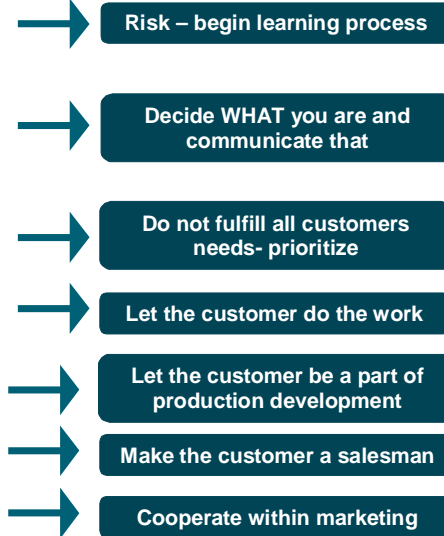 Risk – begin learning process
Decide WHAT you are and
communicate that
Do not fulfill all customers
needs- prioritize
Let the customer do the work
Let the customer be a part of
production development
Make the customer a salesman
Cooperate within marketing